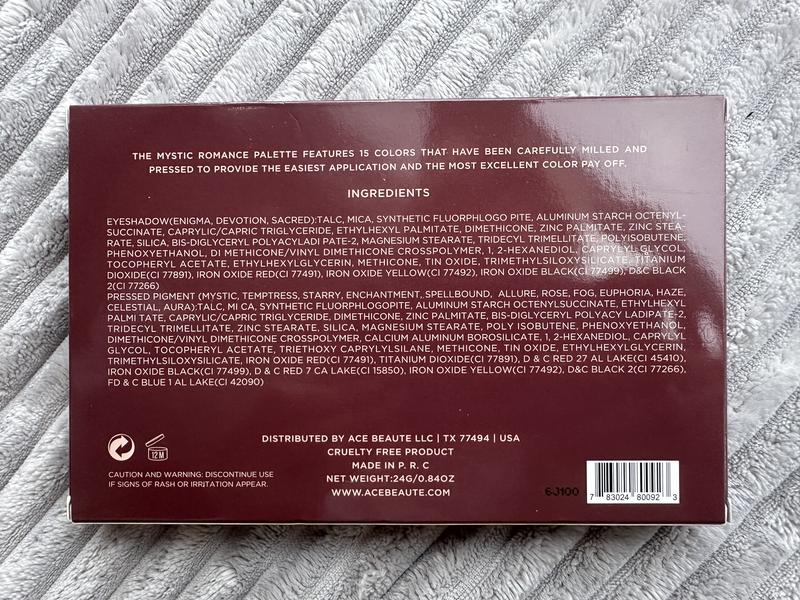 THE MYSTIC ROMANCE PALETTE FEATURES 15 COLORS THAT HAVE BEEN CAREFULLY MILLED AND
PRESSED TO PROVIDE THE EASIEST APPLICATION AND THE MOST EXCELLENT COLOR PAY OFF.
INGREDIENTS
EYESHADOW(ENIGMA, DEVOTION, SACRED):TALC, MICA, SYNTHETIC FLUORPHLOGO PITE, ALUMINUM STARCH OCTENYL-
SUCCINATE, CAPRYLIC/CAPRIC TRIGLYCERIDE, ETHYLHEXYL PALMITATE, DIMETHICONE, ZINC PALMITATE, ZINC STEA-
RATE, SILICA, BIS-DIGLYCERYL POLYACYLADI PATE-2, MAGNESIUM STEARATE, TRIDECYL TRIMELLITATE, POLYISOBUTENE,
PHENOXYETHANOL, DI METHICONE/VINYL DIMETHICONE CROSSPOLYMER, 1, 2-HEXANEDIOL, CAPRYLYL GLYCOL,
TOCOPHERYL ACETATE, ETHYLHEXYLGLYCERIN, METHICONE, TIN OXIDE, TRIMETHYLSILOXYSILICATE, TITANIUM
DIOXIDE(CI 77891), IRON OXIDE RED(CI 77491), IRON OXIDE YELLOW(CI 77492), IRON OXIDE BLACK(CI 77499), D&C BLACK
2(CI 77266)
PRESSED PIGMENT (MYSTIC, TEMPTRESS, STARRY, ENCHANTMENT, SPELLBOUND, ALLURE, ROSE, FOG, EUPHORIA, HAZE,
CELESTIAL, AURA):TALC, MI CA, SYNTHETIC FLUORPHLOGOPITE, ALUMINUM STARCH OCTENYLSUCCINATE, ETHYLHEXYL
PALMI TATE, CAPRYLIC/CAPRIC TRIGLYCERIDE, DIMETHICONE, ZINC PALMITATE, BIS-DIGLYCERYL POLYACY LADIPATE-2,
TRIDECYL TRIMELLITATE, ZINC STEARATE, SILICA, MAGNESIUM STEARATE, POLY ISOBUTENE, PHENOXYETHANOL,
DIMETHICONE/VINYL DIMETHICONE CROSSPOLYMER, CALCIUM ALUMINUM BOROSILICATE, 1, 2-HEXANEDIOL, CAPRYLYL
GLYCOL, TOCOPHERYL ACETATE, TRIETHOXY CAPRYLYLSILANE, METHICONE, TIN OXIDE, ETHYLHEXYLGLYCERIN,
TRIMETHYLSILOXYSILICATE, IRON OXIDE RED(CI 77491), TITANIUM DIOXIDE(CI 77891), D & C RED 27 AL LAKE(CI 45410),
IRON OXIDE BLACK(CI 77499), D & C RED 7 CA LAKE(CI 15850), IRON OXIDE YELLOW(CI 77492), D&C BLACK 2(CI 77266),
FD & C BLUE 1 AL LAKE(CI 42090)
12 M
CAUTION AND WARNING: DISCONTINUE USE
IF SIGNS OF RASH OR IRRITATION APPEAR.
DISTRIBUTED BY ACE BEAUTE LLC | TX 77494 | USA
CRUELTY FREE PRODUCT
MADE IN P. R. C
NET.WEIGHT:24G/0.84OZ
WWW.ACEBEAUTE.COM
6J100
7 83024 80092 3